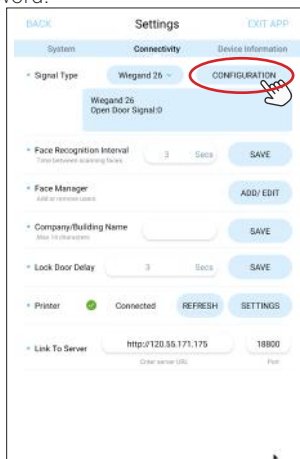 word.
BACK Settings EXIT APP
System Connectivity Device Information
* Signal Type Wiegand 26 CONFIGURATION
Wiegand 26
Open Door Signal:0
* Face Recognition Interval 3 Secs SAVE
Time between scanning faces
* Face Manager ADD/ EDIT
Add or remove users
* Company/Building Name SAVE
Max 14 characters
* Lock Door Delay 3 Secs SAVE
* Printer Connected REFRESH SETTINGS
* Link To Server http://120.55.171.175 18800
Enter server URL Port